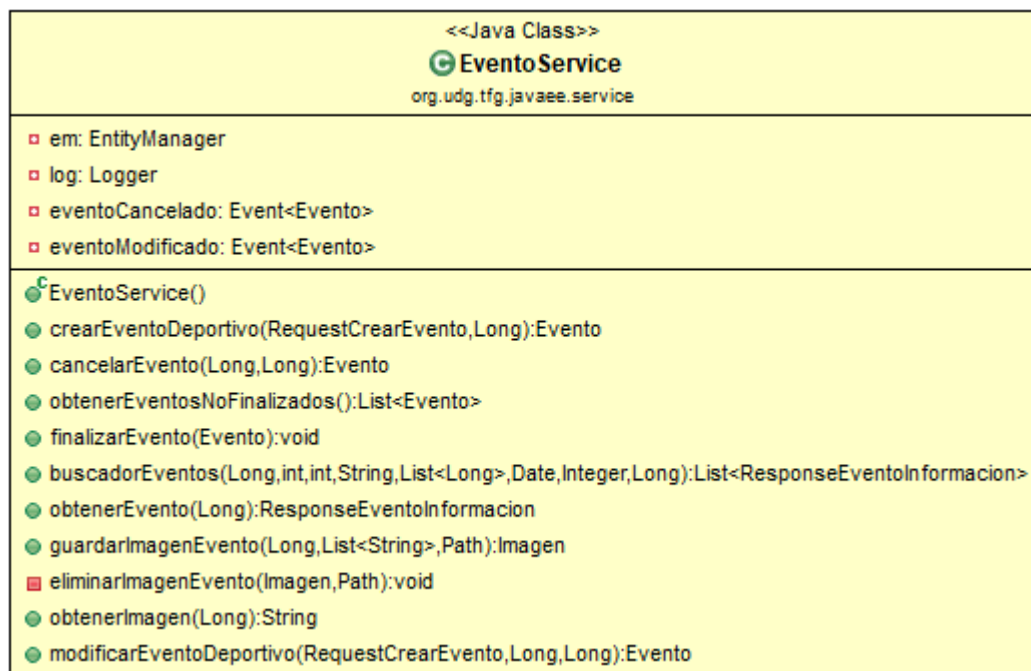 <<Java Class>>
EventoService
org.udg.tfg.javaee.service
em: EntityManager
log: Logger
eventoCancelado: Event<Evento>
eventoModificado: Event<Evento>
EventoService()
crearEventoDeportivo(RequestCrearEvento,Long):Evento
cancelarEvento(Long,Long):Evento
obtenerEventosNoFinalizados():List<Evento>
finalizarEvento(Evento):void
buscadorEventos(Long,int,int,String,List<Long>,Date,Integer,Long):List<ResponseEventoInformacion>
obtenerEvento(Long):ResponseEventoInformacion
guardarImagenEvento(Long,List<String>,Path):Imagen
eliminarImagenEvento(Imagen,Path):void
obtenerImagen(Long):String
modificarEventoDeportivo(RequestCrearEvento,Long,Long):Evento